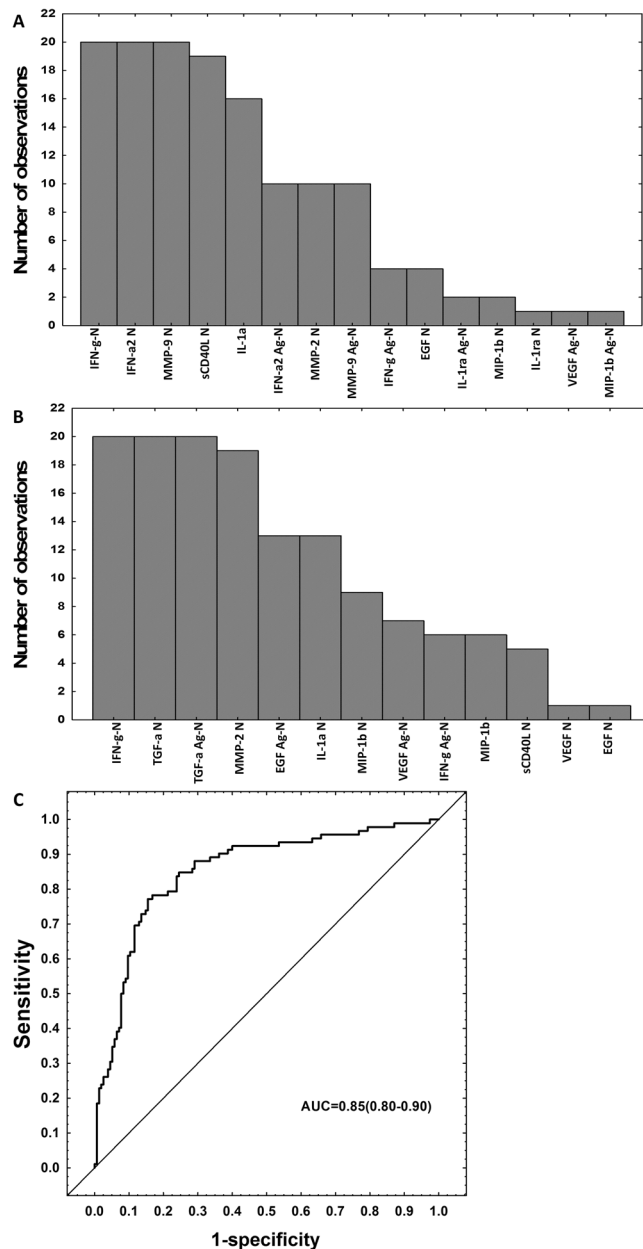 A
Number of observations
22
20
18
16
14
12
10
8
6
4
2
0
IFN-g-N
IFN-a2 N
MMP-9 N
sCD40L N
IL-1a
IFN-a2 Ag-N
MMP-2 N
MMP-9 Ag-N
IFN-g Ag-N
EGF N
IL-1ra Ag-N
MIP-1b N
IL-1ra N
VEGF Ag-N
MIP-1b Ag-N
B
Number of observations
22
20
18
16
14
12
10
8
6
4
2
0
IFN-g-N
TGF-a N
TGF-a Ag-N
MMP-2 N
EGF Ag-N
IL-1a N
MIP-1b N
VEGF Ag-N
IFN-g Ag-N
MIP-1b
sCD40L N
VEGF N
EGF N
C
Sensitivity
1.0
0.9
0.8
0.7
0.6
0.5
0.4
0.3
0.2
0.1
0.0
AUC=0.85(0.80-0.90)
0.0 0.1 0.2 0.3 0.4 0.5 0.6 0.7 0.8 0.9 1.0
1-specificity